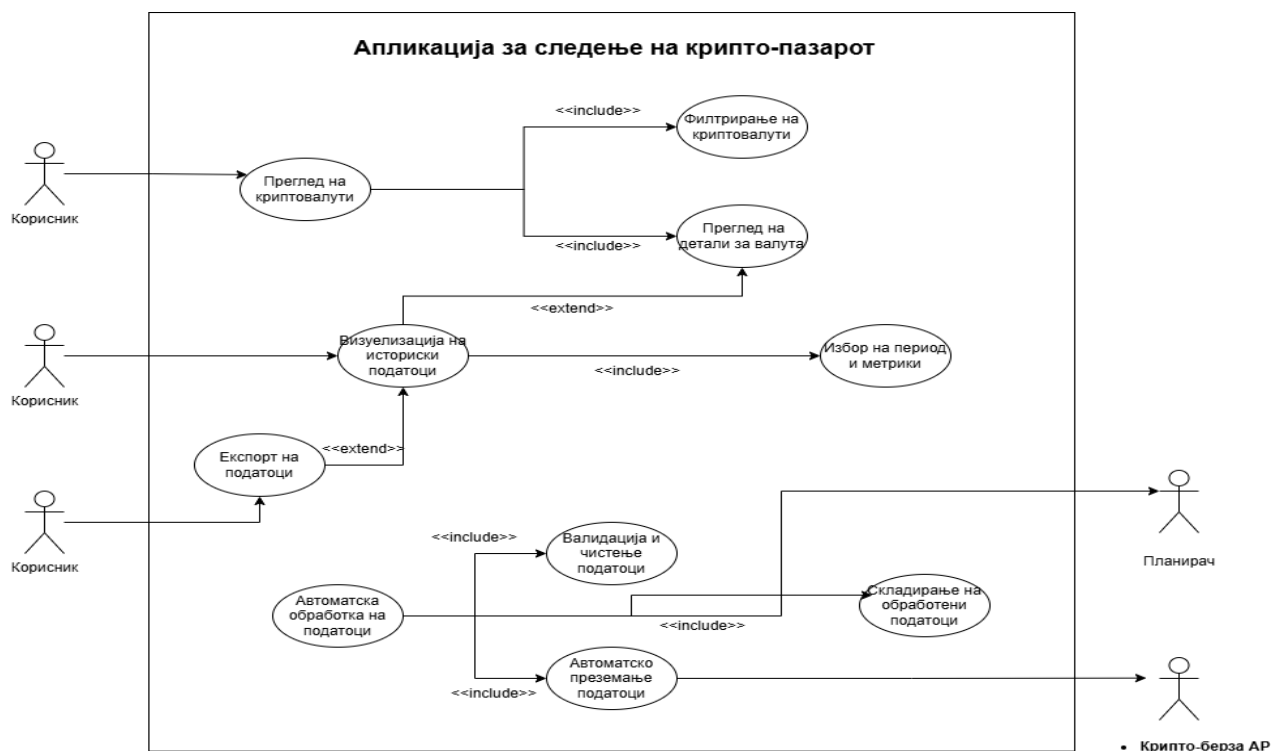 Апликација за следење на крипто-пазарот
<<include>>
Филтрирање на
криптовалути
Корисник
Преглед на
криптовалути
Преглед на
детали за валута
<<include>>
<<extend>>
Визуелизација на
историски
податоци
Избор на период
и метрики
<<include>>
Корисник
<<extend>>
Експорт на
податоци
Корисник
<<include>>
Валидација и
чистење
податоци
Планирач
Автоматска
обработка на
податоци
Складирање на
обработени
податоци
<<include>>
Автоматско
преземање
податоци
<<include>>
• Крипто-берза AP